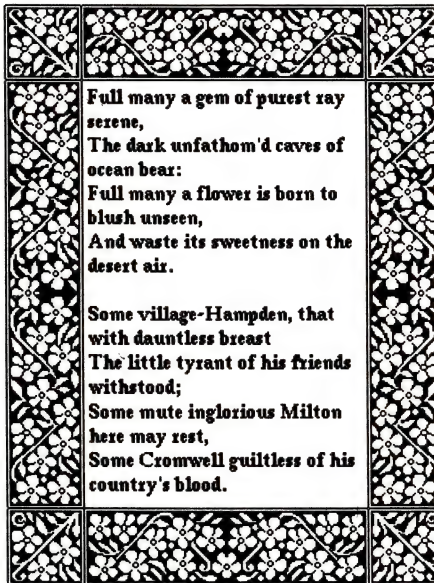 Full many a gem of purest ray
serene,
The dark unfathom'd caves of
ocean bear:
Full many a flower is born to
blush unseen,
And waste its sweetness on the
desert air.

Some village-Hampden, that
with dauntless breast
The little tyrant of his friends
withstood;
Some mute inglorious Milton
here may rest,
Some Cromwell guiltless of his
country's blood.